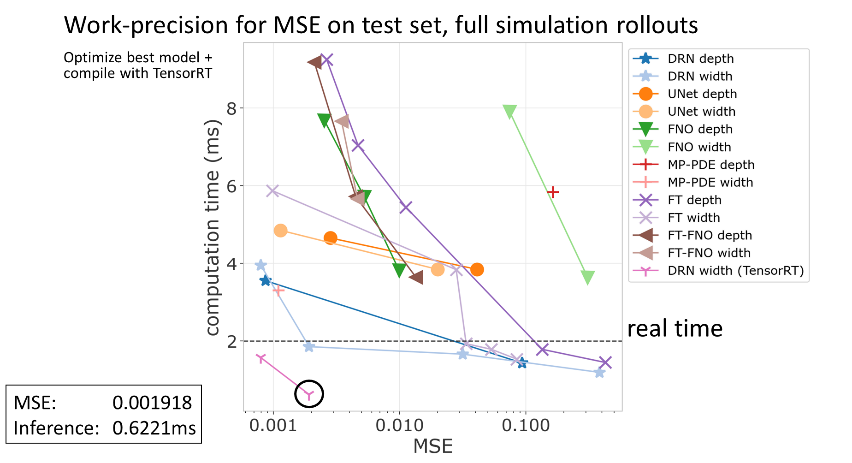 Work-precision for MSE on test set, full simulation rollouts
Optimize best model +
compile with TensorRT
computation time (ms)
8
6
4
2
0.001
0.010
0.100
MSE
DRN depth
DRN width
UNet depth
UNet width
FNO depth
FNO width
MP-PDE depth
MP-PDE width
FT depth
FT width
FT-FNO depth
FT-FNO width
DRN width (TensorRT)
real time
MSE: 0.001918
Inference: 0.6221ms